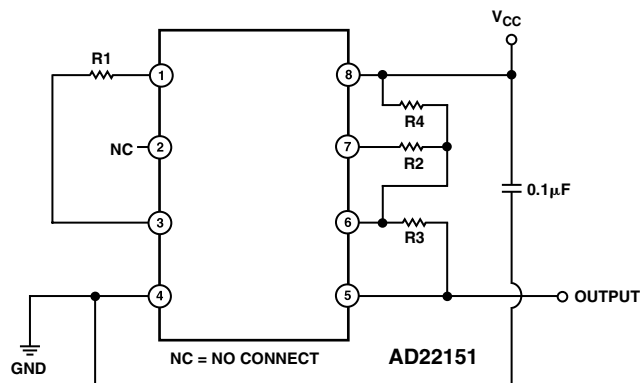 VCC
R1
1
8
R4
NC
2
7
R2
0.1µF
3
6
R3
4
5
OUTPUT
GND
NC = NO CONNECT
AD22151